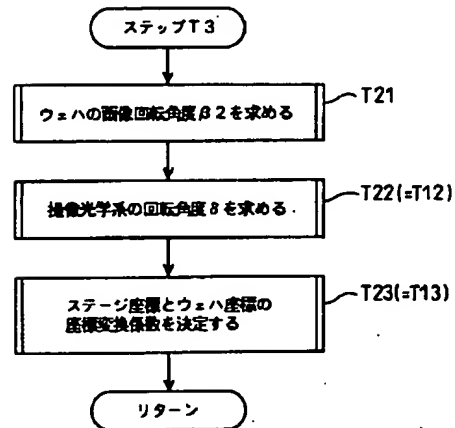 ステップT3
ウェハの画像回転角度β2を求める
T21
撮像光学系の回転角度δを求める.
T22(=T12)
ステージ座標とウェハ座標の
座標変換係数を決定する
T23(=T13)
リターン